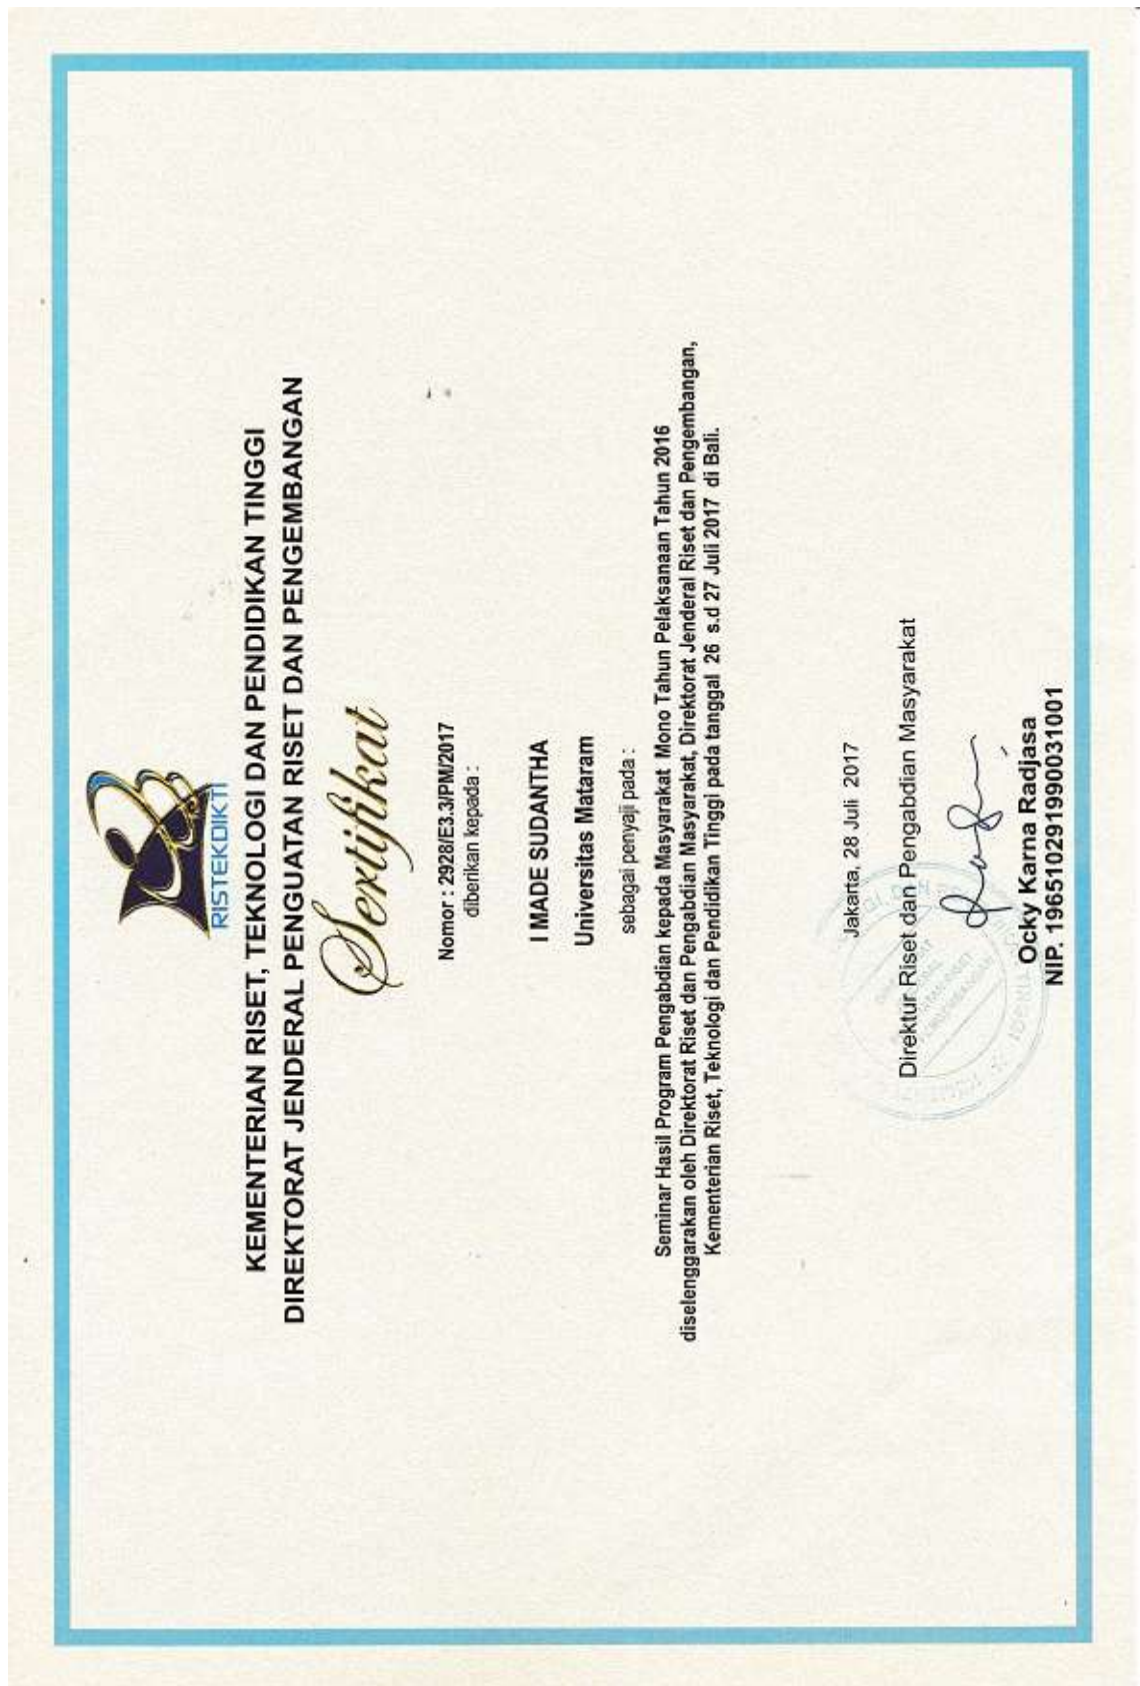 RISTEKDIKTI
KEMENTERIAN RISET, TEKNOLOGI DAN PENDIDIKAN TINGGI
DIREKTORAT JENDERAL PENGUATAN RISET DAN PENGEMBANGAN
Sertifikat
Nomor : 2928/E3.3/PM/2017
diberikan kepada :
I MADE SUDANTHA
Universitas Mataram
sebagai penyaji pada :
Seminar Hasil Program Pengabdian kepada Masyarakat Mono Tahun Pelaksanaan Tahun 2016
diselenggarakan oleh Direktorat Riset dan Pengabdian Masyarakat, Direktorat Jenderal Riset dan Pengembangan,
Kementerian Riset, Teknologi dan Pendidikan Tinggi pada tanggal 26 s.d 27 Juli 2017 di Bali.
Jakarta, 28 Juli 2017
Direktur Riset dan Pengabdian Masyarakat
Ocky Karna Radjasa
NIP. 196510291990031001